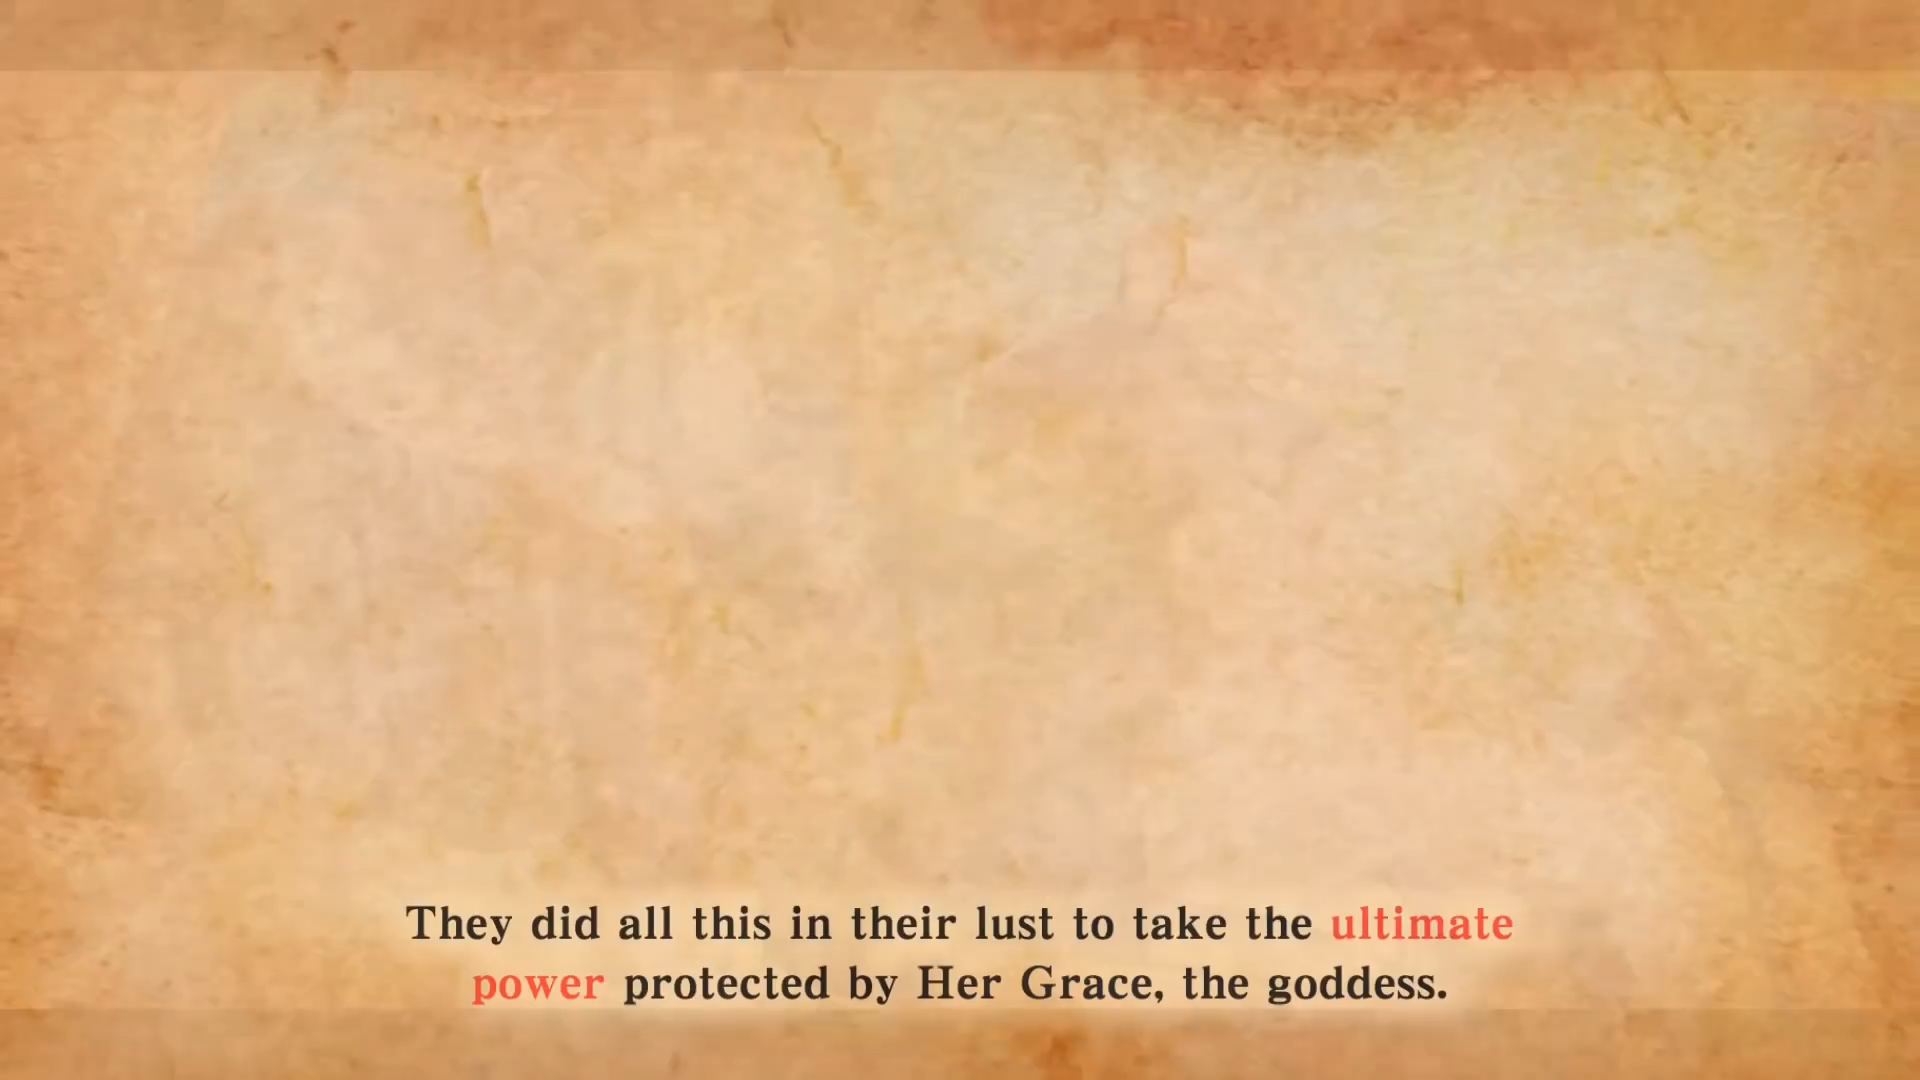 They did all this in their lust to take the ultimate
power protected by Her Grace, the goddess.